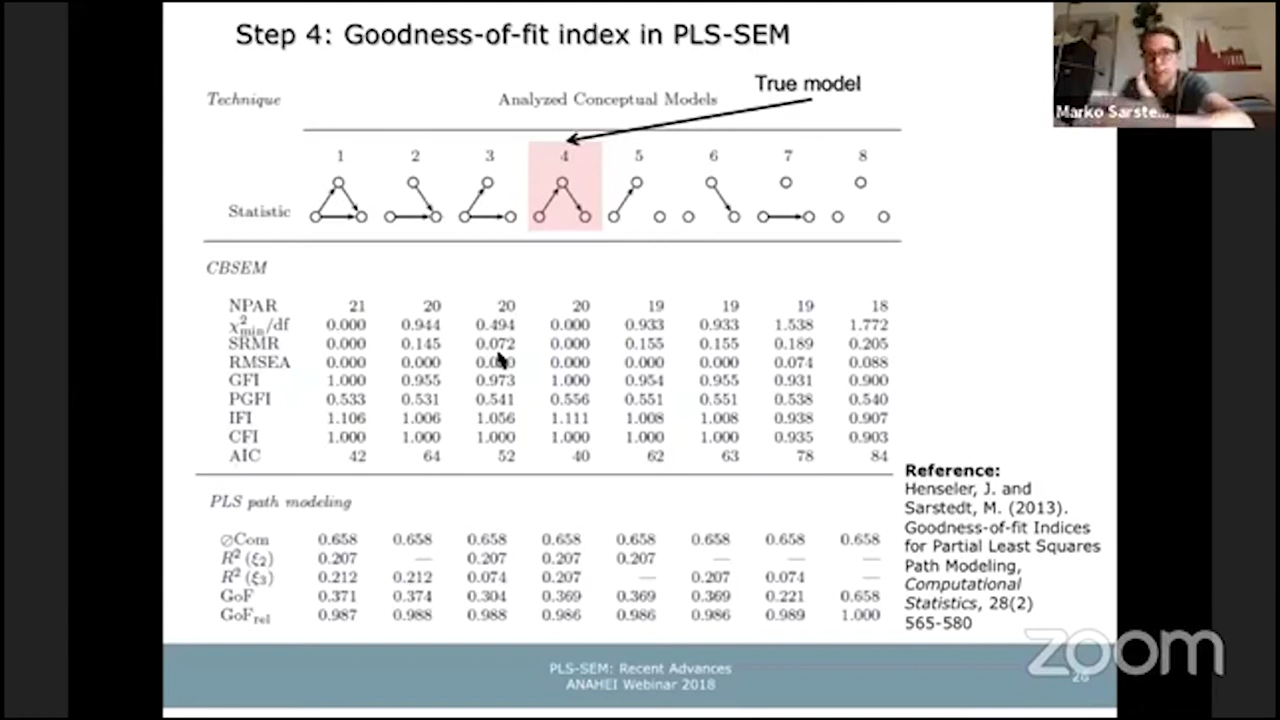 Step 4: Goodness-of-fit index in PLS-SEM
Marko Sarste...
True model
Technique Analyzed Conceptual Models
1 2 3 4 5 6 7 8
Statistic
CBSEM
NPAR 21 20 20 20 19 19 19 18
χ²min/df 0.000 0.944 0.494 0.000 0.933 0.933 1.538 1.772
SRMR 0.000 0.145 0.072 0.000 0.155 0.155 0.189 0.205
RMSEA 0.000 0.000 0.000 0.000 0.000 0.074 0.088
GFI 1.000 0.955 0.973 1.000 0.954 0.955 0.931 0.900
PGFI 0.533 0.531 0.541 0.556 0.551 0.551 0.538 0.540
IFI 1.106 1.006 1.056 1.111 1.008 1.008 0.938 0.907
CFI 1.000 1.000 1.000 1.000 1.000 1.000 0.935 0.903
AIC 42 64 52 40 62 63 78 84
PLS path modeling
∅Com 0.658 0.658 0.658 0.658 0.658 0.658 0.658 0.658
R² (ξ₂) 0.207 — 0.207 0.207 0.207 — — —
R² (ξ₃) 0.212 0.212 0.074 0.207 — 0.207 0.074 —
GoF 0.371 0.374 0.304 0.369 0.369 0.369 0.221 0.658
GoFrel 0.987 0.988 0.988 0.986 0.986 0.986 0.989 1.000
Reference:
Henseler, J. and
Sarstedt, M. (2013).
Goodness-of-fit Indices
for Partial Least Squares
Path Modeling,
Computational
Statistics, 28(2)
565-580
zoom
PLS-SEM: Recent Advances
ANAHEI Webinar 2018